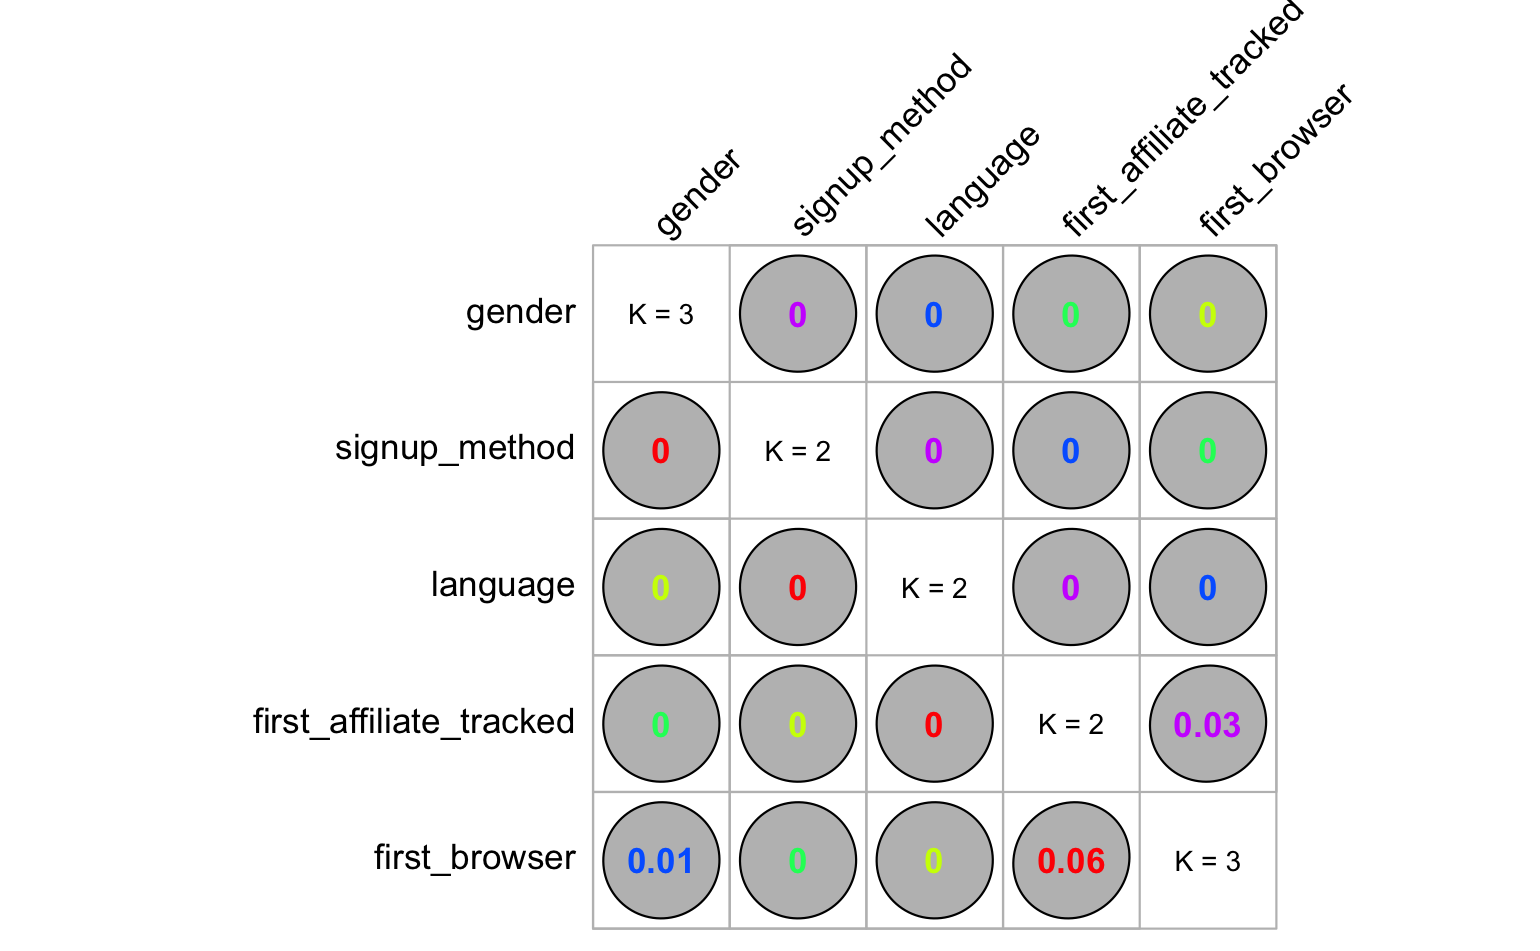 gender signup_method language first_affiliate_tracked first_browser
gender K = 3 0 0 0 0
signup_method 0 K = 2 0 0 0
language 0 0 K = 2 0 0
first_affiliate_tracked 0 0 0 K = 2 0.03
first_browser 0.01 0 0 0.06 K = 3